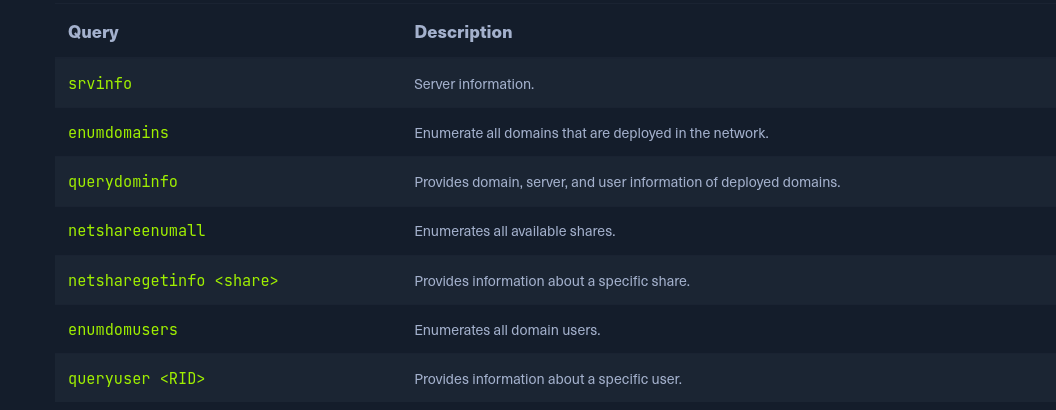 Query Description
srvinfo Server information.
enumdomains Enumerate all domains that are deployed in the network.
querydominfo Provides domain, server, and user information of deployed domains.
netshareenumall Enumerates all available shares.
netsharegetinfo <share> Provides information about a specific share.
enumdomusers Enumerates all domain users.
queryuser <RID> Provides information about a specific user.